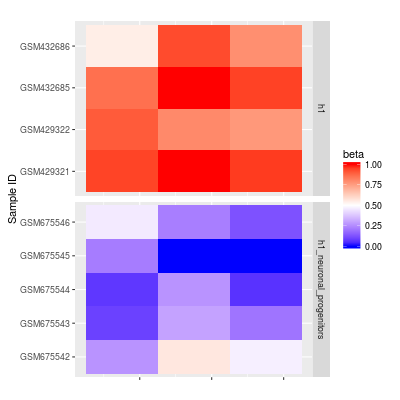 GSM432686
GSM432685
GSM429322
GSM429321
h1
GSM675546
GSM675545
GSM675544
GSM675543
GSM675542
h1_neuronal_progenitors
Sample ID
beta
1.00
0.75
0.50
0.25
0.00